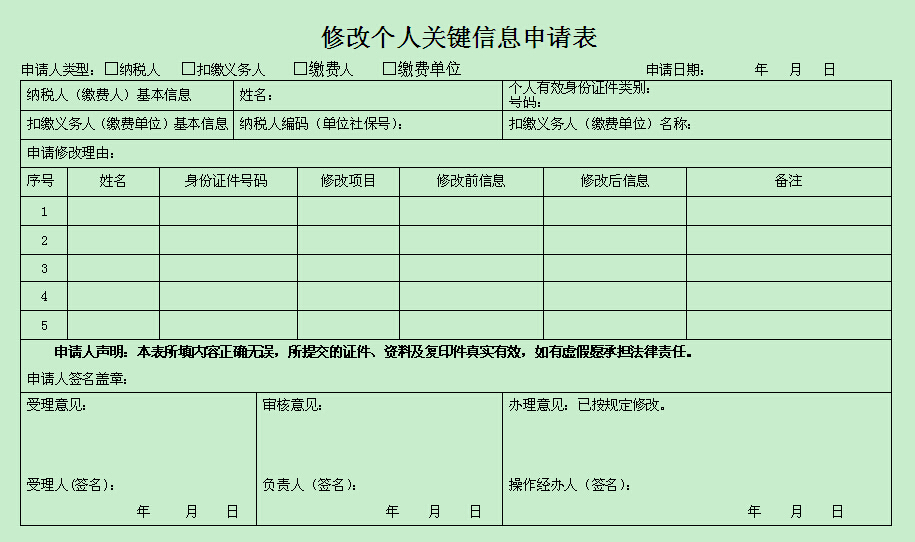 修改个人关键信息申请表
申请人类型：□纳税人 □扣缴义务人 □缴费人 □缴费单位 申请日期： 年 月 日
纳税人（缴费人）基本信息 姓名： 个人有效身份证件类别：
号码：
扣缴义务人（缴费单位）基本信息 纳税人编码（单位社保号）： 扣缴义务人（缴费单位）名称：
申请修改理由：
序号 姓名 身份证件号码 修改项目 修改前信息 修改后信息 备注
1
2
3
4
5
申请人声明：本表所填内容正确无误，所提交的证件、资料及复印件真实有效，如有虚假愿承担法律责任。
申请人签名盖章：
受理意见： 审核意见： 办理意见：已按规定修改。
受理人(签名)： 负责人（签名）： 操作经办人（签名）：
年 月 日 年 月 日 年 月 日